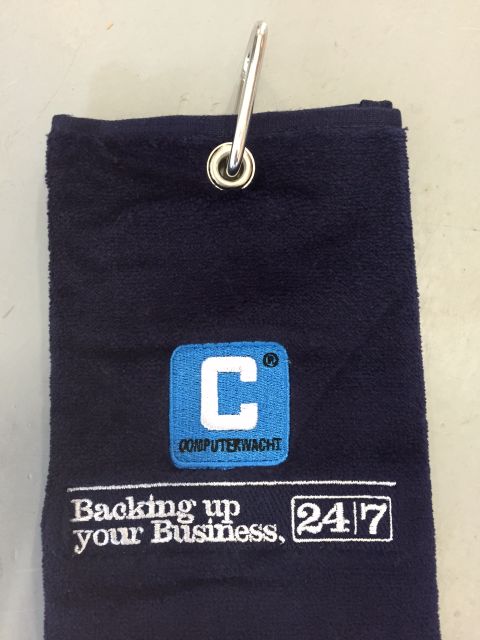 C ®
COMPUTERWACHT
Backing up
your Business, 24|7